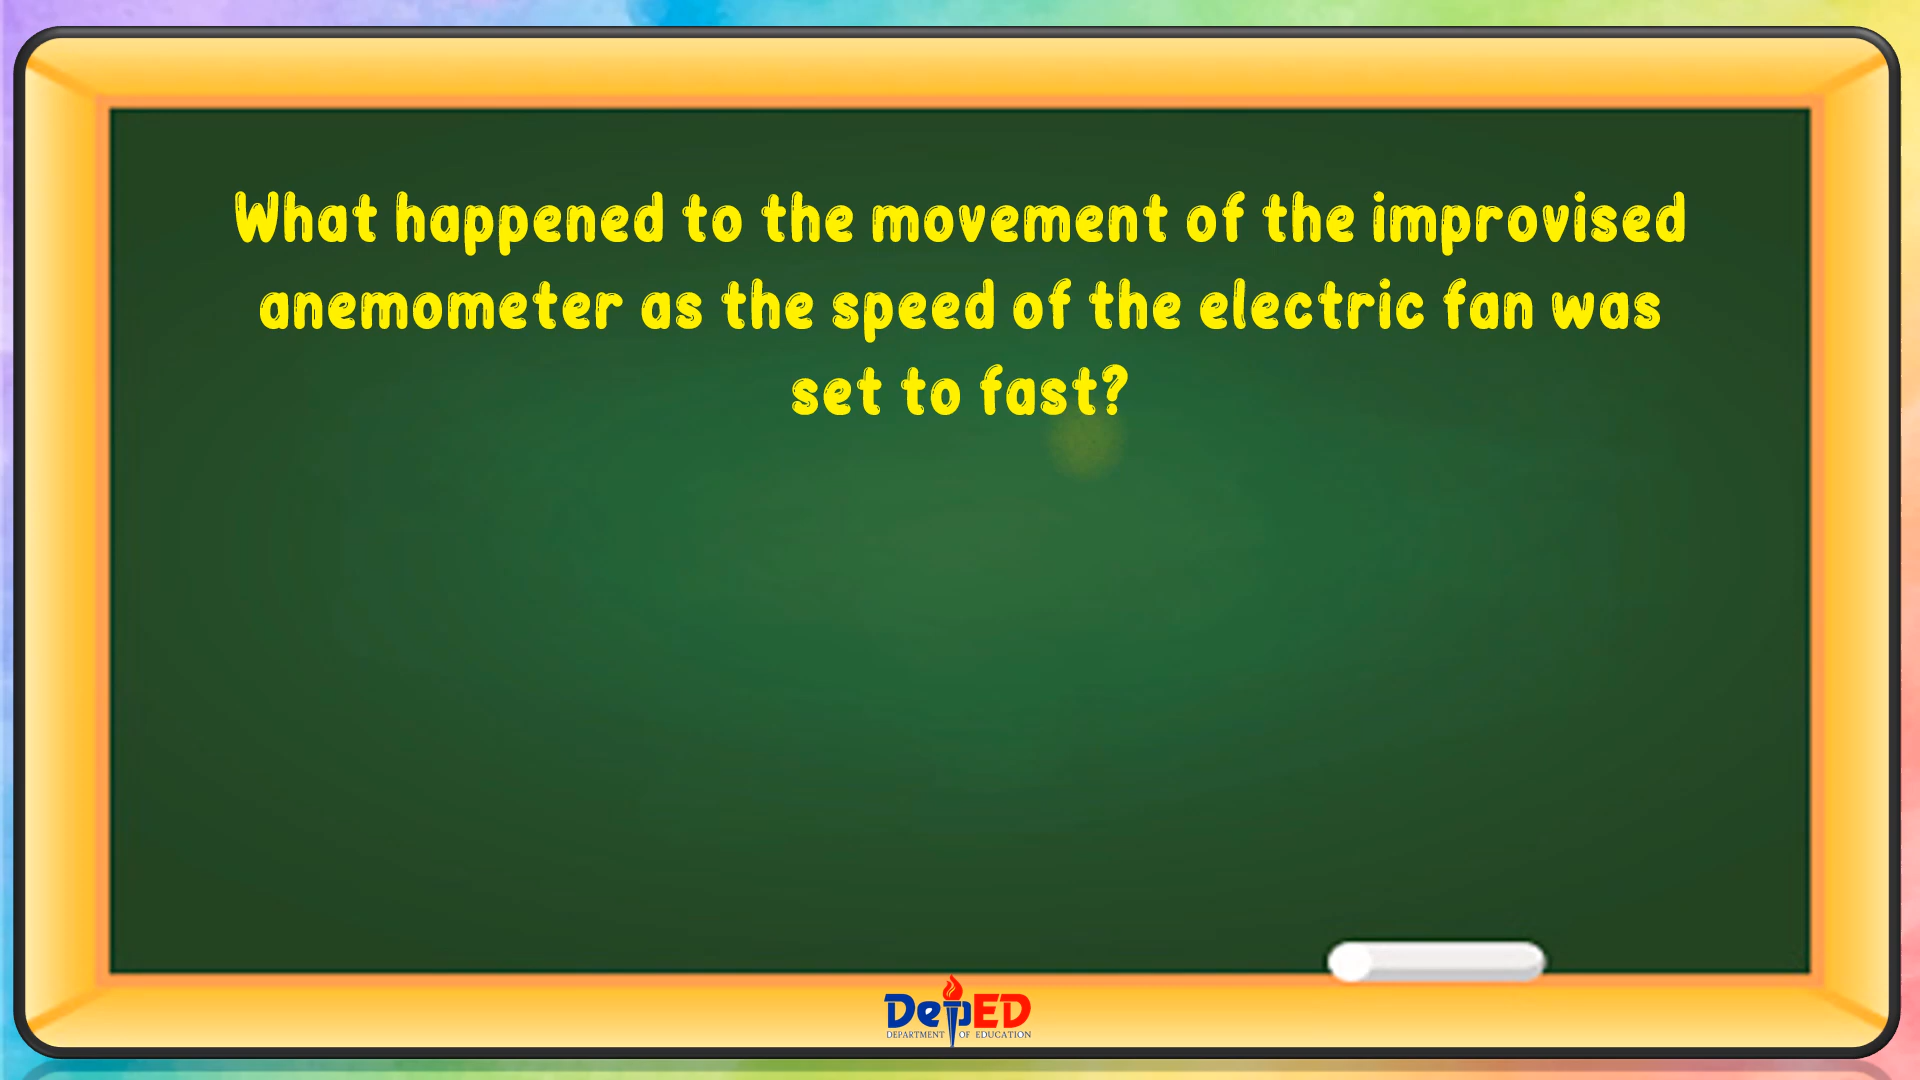 What happened to the movement of the improvised
anemometer as the speed of the electric fan was
set to fast?
DepED
DEPARTMENT OF EDUCATION